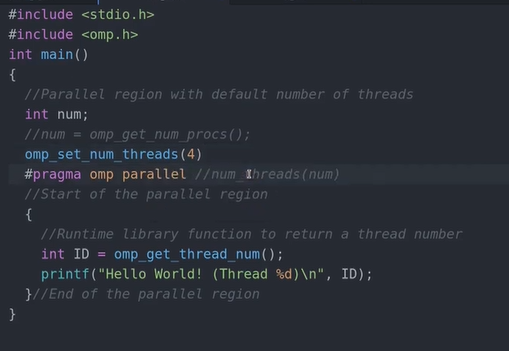 #include <stdio.h>
#include <omp.h>
int main()
{
//Parallel region with default number of threads
int num;
//num = omp_get_num_procs();
omp_set_num_threads(4)
#pragma omp parallel //num_threads(num)
//Start of the parallel region
{
//Runtime library function to return a thread number
int ID = omp_get_thread_num();
printf("Hello World! (Thread %d)\n", ID);
}//End of the parallel region
}